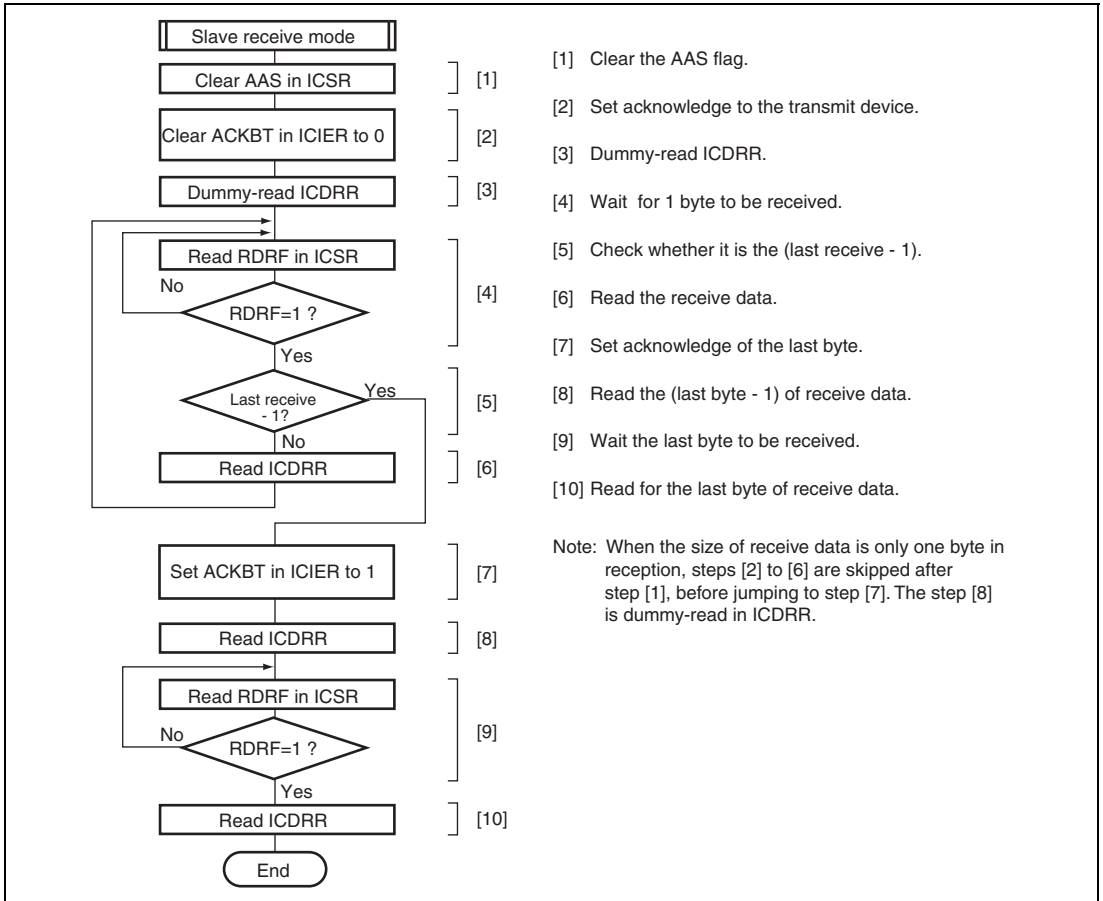 Slave receive mode
Clear AAS in ICSR
[1]
Clear ACKBT in ICIER to 0
[2]
Dummy-read ICDRR
[3]
Read RDRF in ICSR
No
RDRF=1 ?
[4]
Yes
Last receive
- 1?
Yes
[5]
No
Read ICDRR
[6]
Set ACKBT in ICIER to 1
[7]
Read ICDRR
[8]
Read RDRF in ICSR
No
RDRF=1 ?
[9]
Yes
Read ICDRR
[10]
End
[1] Clear the AAS flag.
[2] Set acknowledge to the transmit device.
[3] Dummy-read ICDRR.
[4] Wait for 1 byte to be received.
[5] Check whether it is the (last receive - 1).
[6] Read the receive data.
[7] Set acknowledge of the last byte.
[8] Read the (last byte - 1) of receive data.
[9] Wait the last byte to be received.
[10] Read for the last byte of receive data.
Note: When the size of receive data is only one byte in
reception, steps [2] to [6] are skipped after
step [1], before jumping to step [7]. The step [8]
is dummy-read in ICDRR.